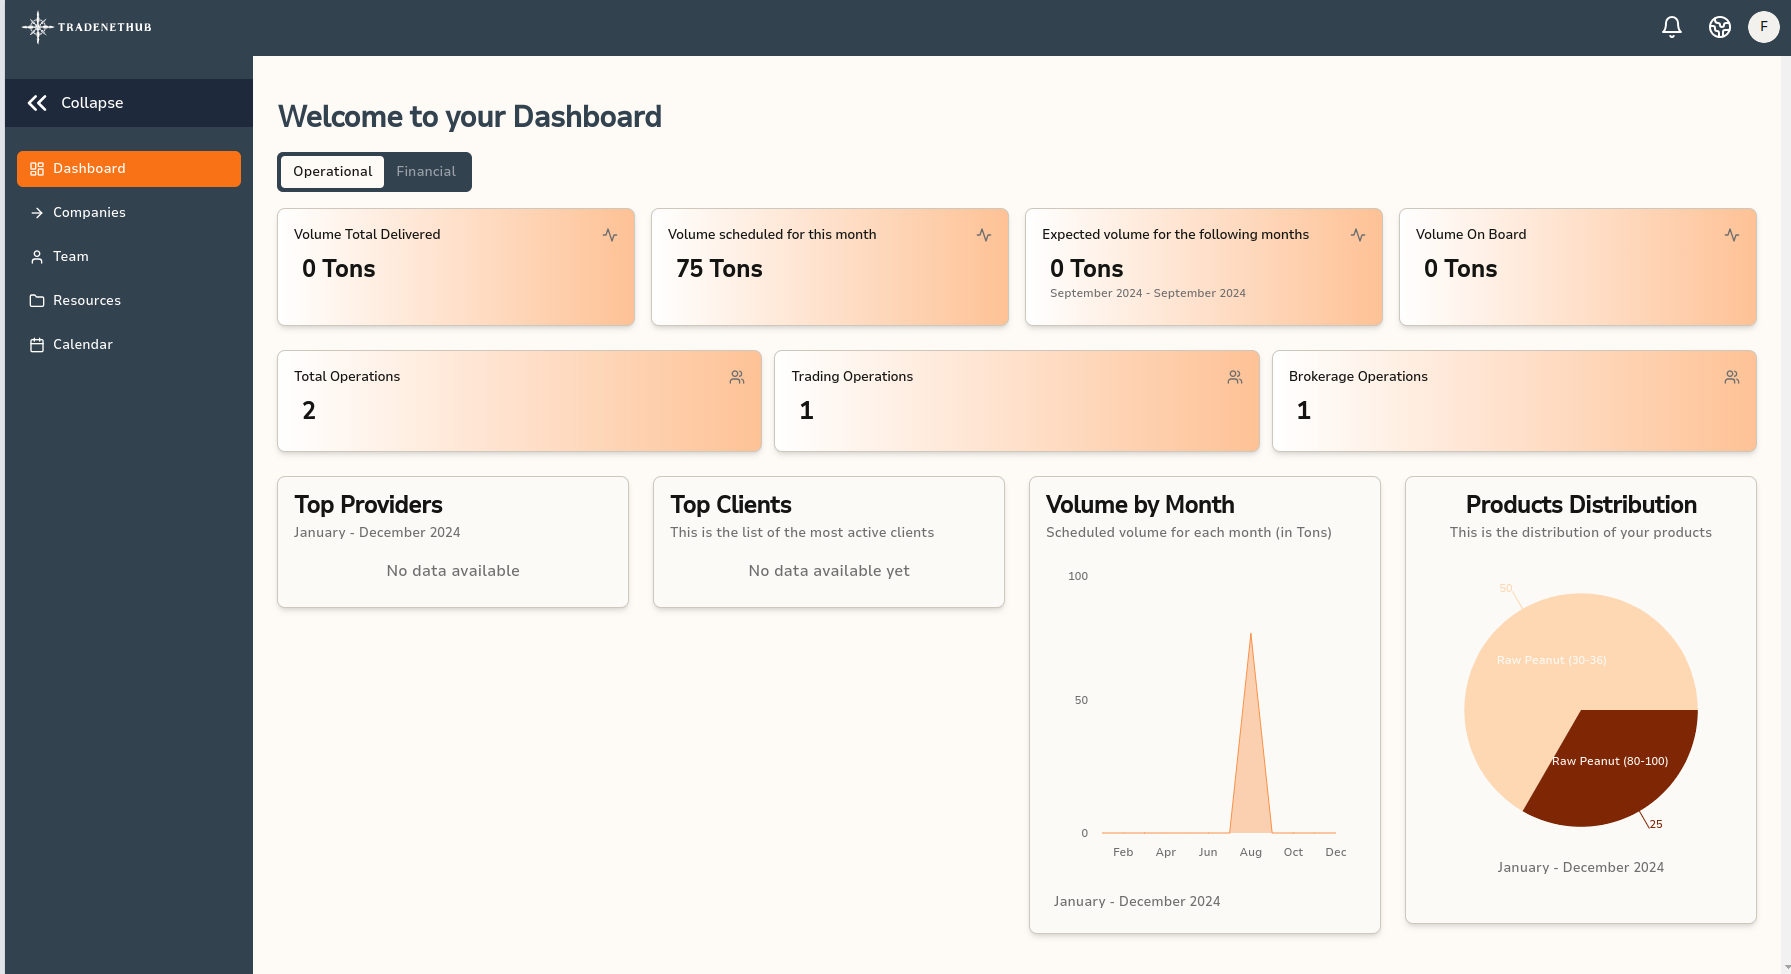 TRADENETHUB
F
Collapse
Dashboard
Companies
Team
Resources
Calendar
Welcome to your Dashboard
Operational
Financial
Volume Total Delivered
0 Tons
Volume scheduled for this month
75 Tons
Expected volume for the following months
0 Tons
September 2024 - September 2024
Volume On Board
0 Tons
Total Operations
2
Trading Operations
1
Brokerage Operations
1
Top Providers
January - December 2024
No data available
Top Clients
This is the list of the most active clients
No data available yet
Volume by Month
Scheduled volume for each month (in Tons)
100
50
0
Feb Apr Jun Aug Oct Dec
January - December 2024
Products Distribution
This is the distribution of your products
50
Raw Peanut (30-36)
Raw Peanut (80-100)
25
January - December 2024